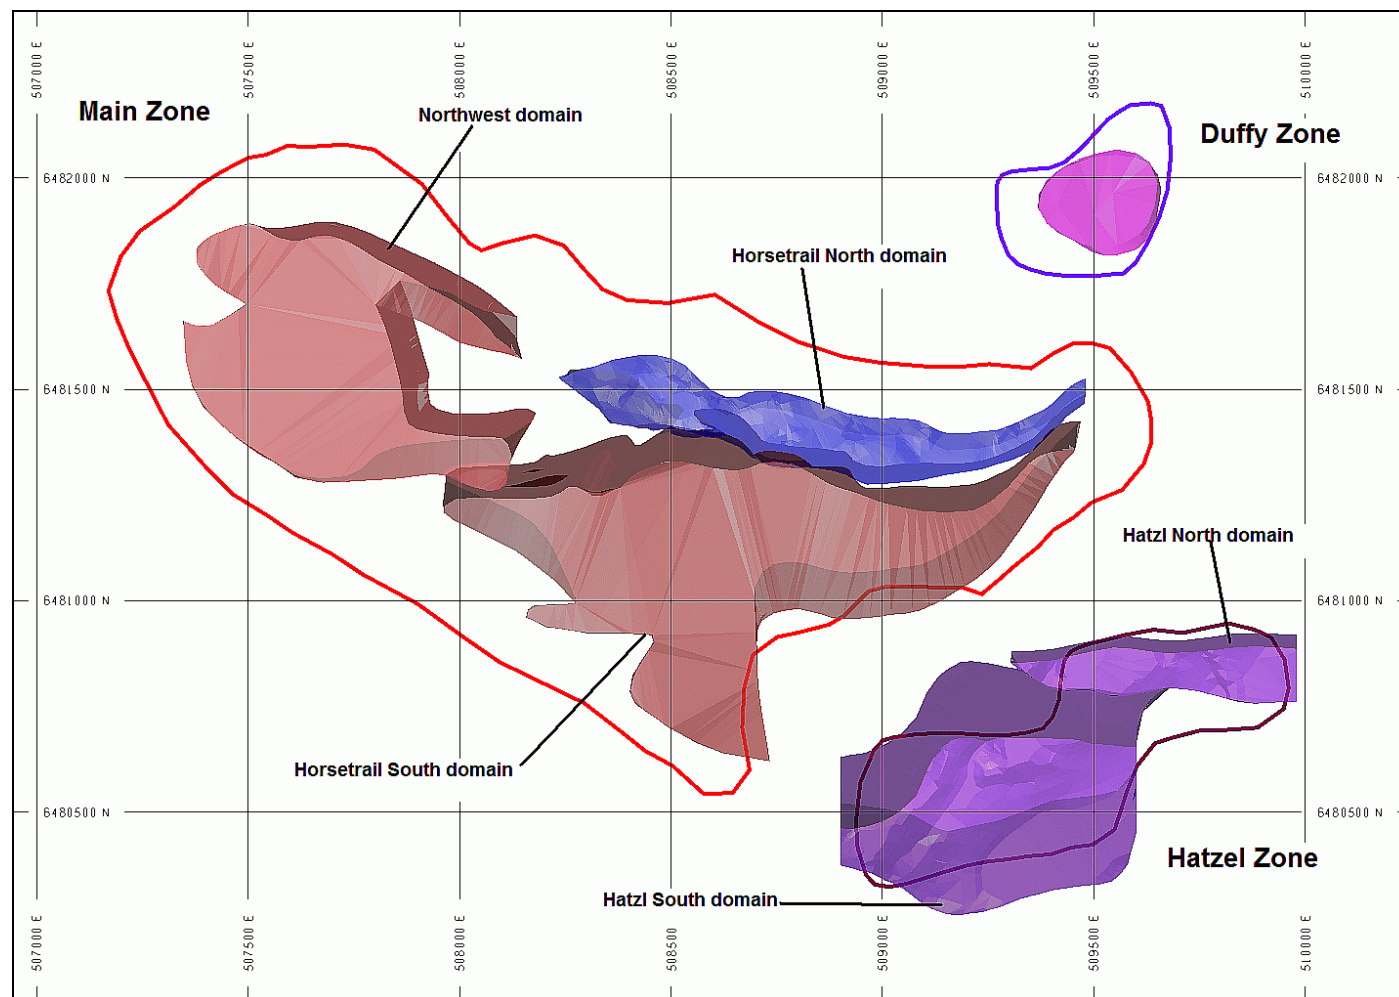 507000 E
507500 E
508000 E
508500 E
509000 E
509500 E
510000 E
Main Zone
Northwest domain
Duffy Zone
6482000 N
6482000 N
Horsetrail North domain
6481500 N
6481500 N
Hatzl North domain
6481000 N
6481000 N
Horsetrail South domain
6480500 N
6480500 N
Hatzel Zone
Hatzl South domain
507000 E
507500 E
508000 E
508500 E
509000 E
509500 E
510000 E